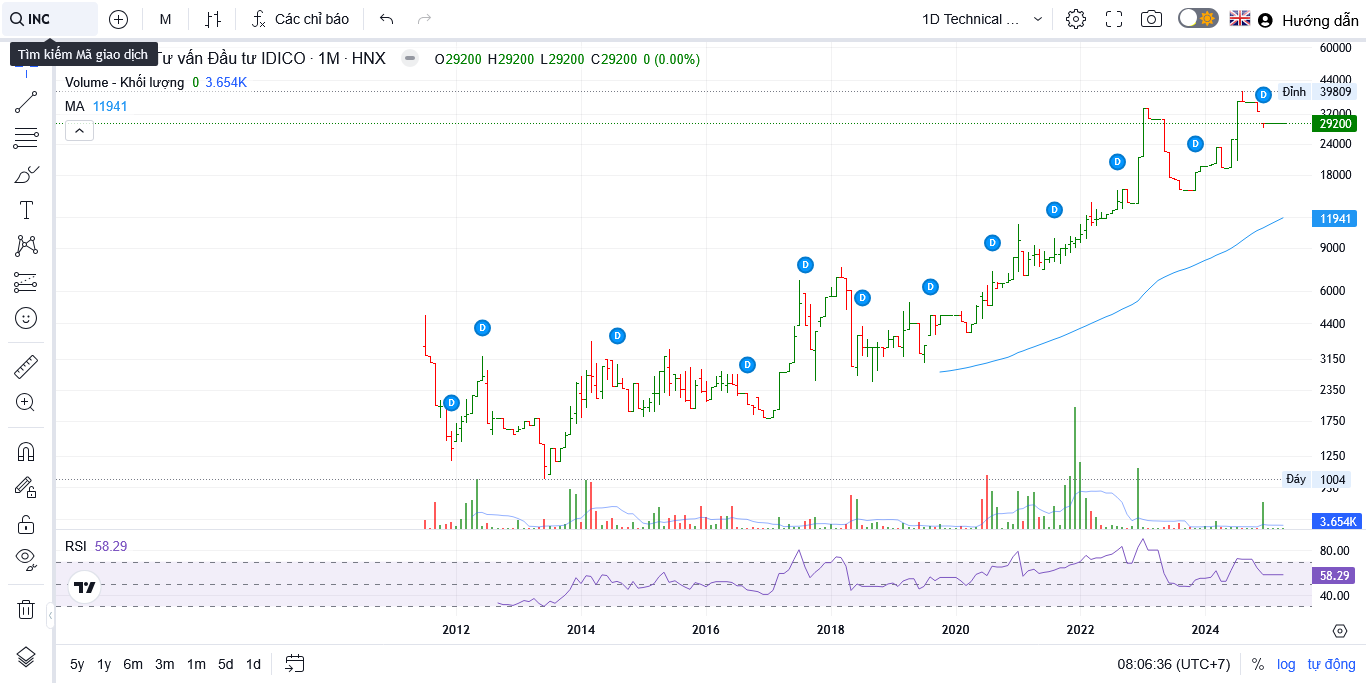 INC
M
Các chỉ báo
1D Technical ...
Hướng dẫn
Tìm kiếm Mã giao dịch
Tư vấn Đầu tư IDICO · 1M · HNX
O29200 H29200 L29200 C29200 0 (0.00%)
Volume - Khối lượng 0 3.654K
MA 11941
60000
44000
Đỉnh 39809
32000
29200
24000
18000
11941
9000
6000
4400
3150
2350
1750
1250
Đáy 1004
750
3.654K
D
D
D
D
D
D
D
D
D
D
D
D
RSI 58.29
80.00
58.29
40.00
2012 2014 2016 2018 2020 2022 2024
5y 1y 6m 3m 1m 5d 1d
08:06:36 (UTC+7) % log tự động